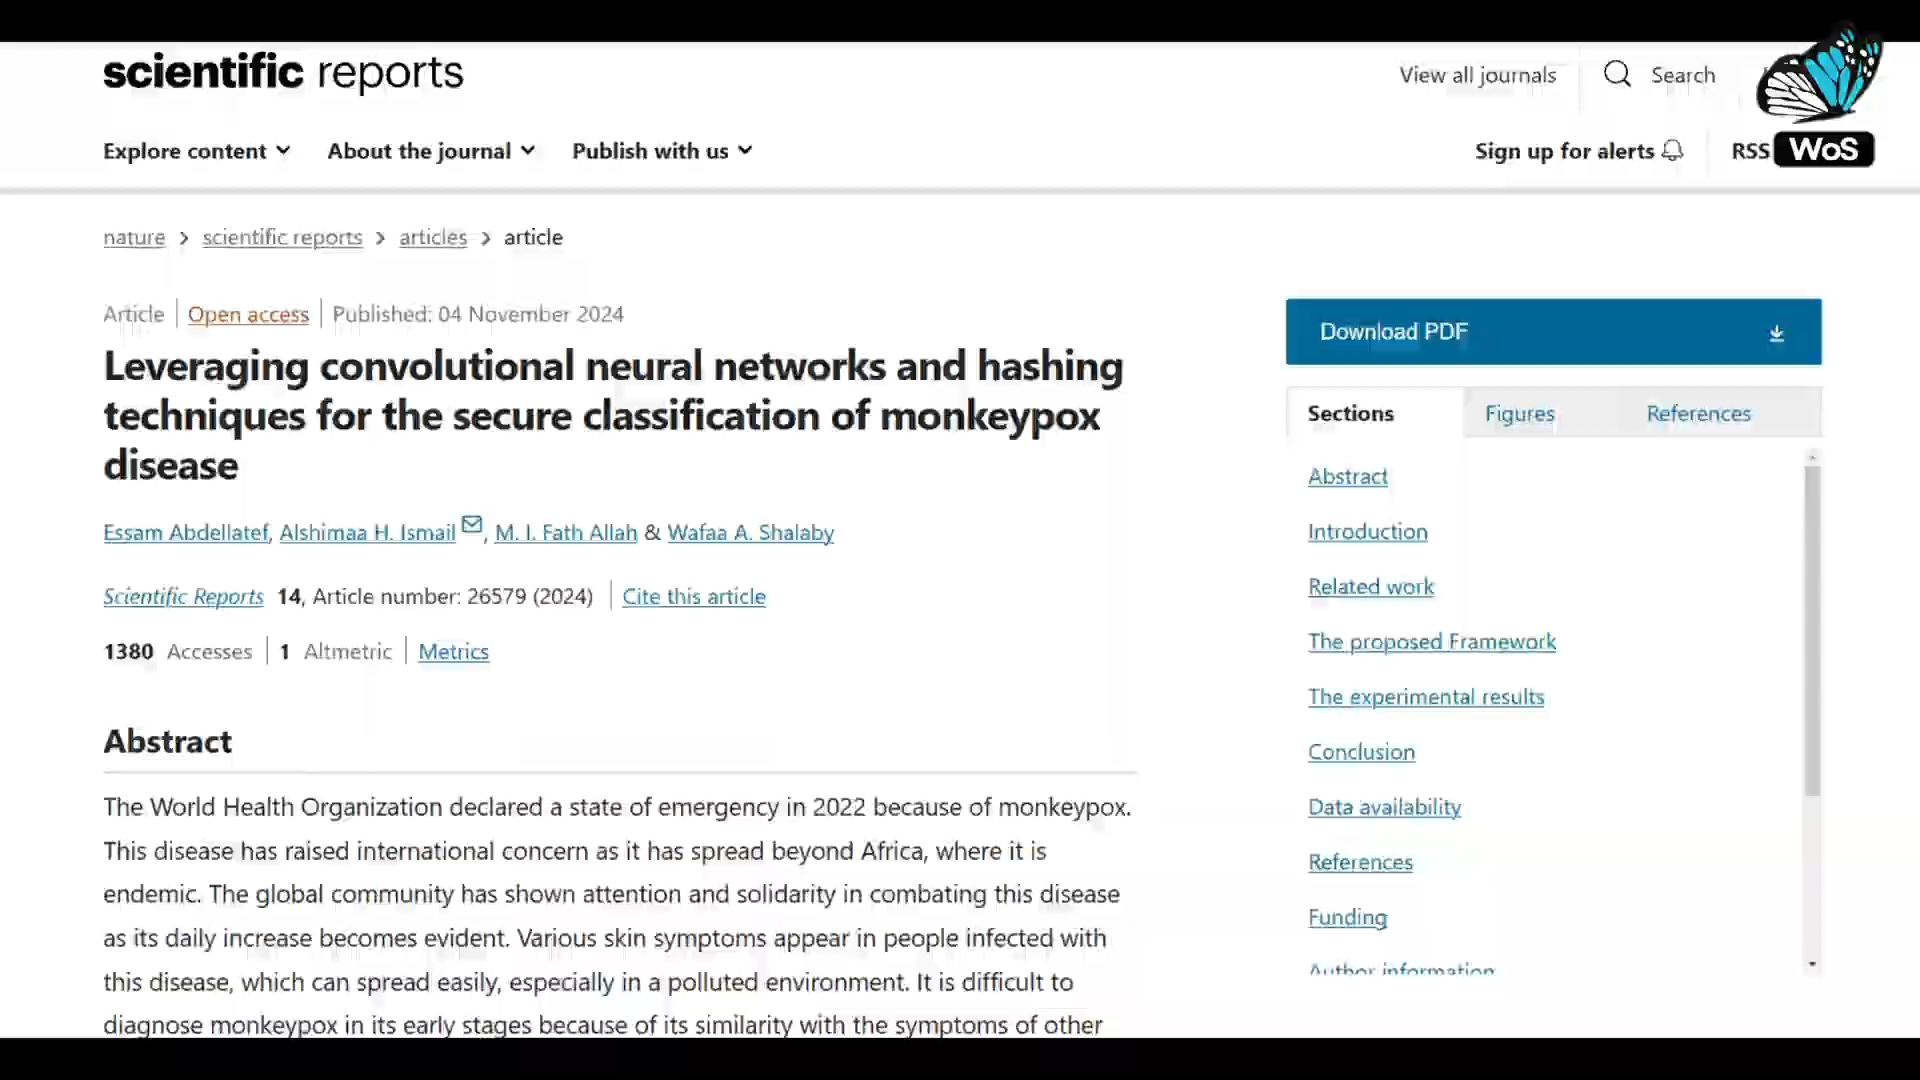 scientific reports
View all journals
Search
Explore content
About the journal
Publish with us
Sign up for alerts
RSS
WoS
nature > scientific reports > articles > article
Article | Open access | Published: 04 November 2024
Leveraging convolutional neural networks and hashing
techniques for the secure classification of monkeypox
disease
Essam Abdellatef, Alshimaa H. Ismail, M. I. Fath Allah & Wafaa A. Shalaby
Scientific Reports 14, Article number: 26579 (2024) | Cite this article
1380 Accesses | 1 Altmetric | Metrics
Abstract
The World Health Organization declared a state of emergency in 2022 because of monkeypox.
This disease has raised international concern as it has spread beyond Africa, where it is
endemic. The global community has shown attention and solidarity in combating this disease
as its daily increase becomes evident. Various skin symptoms appear in people infected with
this disease, which can spread easily, especially in a polluted environment. It is difficult to
diagnose monkeypox in its early stages because of its similarity with the symptoms of other
Download PDF
Sections
Figures
References
Abstract
Introduction
Related work
The proposed Framework
The experimental results
Conclusion
Data availability
References
Funding
Author information